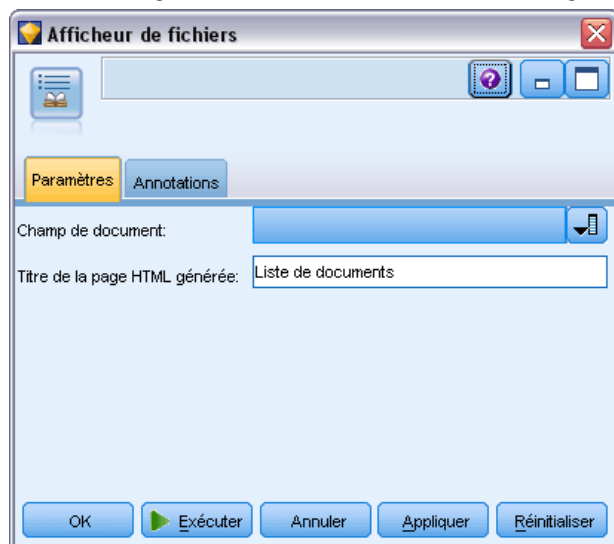 Afficheur de fichiers
Paramètres
Annotations
Champ de document:
Titre de la page HTML générée:
Liste de documents
OK
Exécuter
Annuler
Appliquer
Réinitialiser